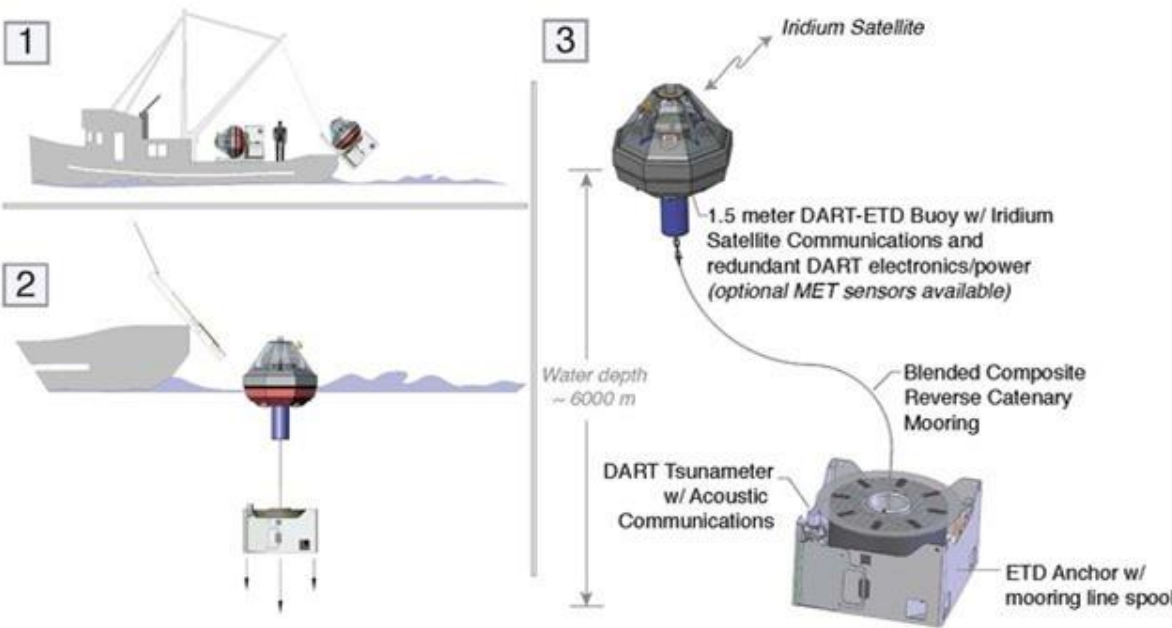 1
2
3
Iridium Satellite
1.5 meter DART-ETD Buoy w/ Iridium
Satellite Communications and
redundant DART electronics/power
(optional MET sensors available)
Water depth
~ 6000 m
Blended Composite
Reverse Catenary
Mooring
DART Tsunameter
w/ Acoustic
Communications
ETD Anchor w/
mooring line spool